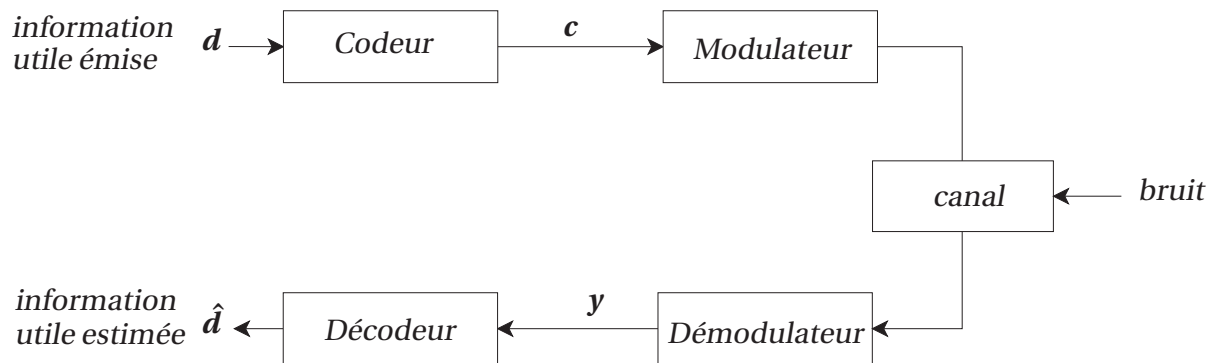 information
utile émise
d
Codeur
c
Modulateur
canal
bruit
information
utile estimée
d̂
Décodeur
y
Démodulateur